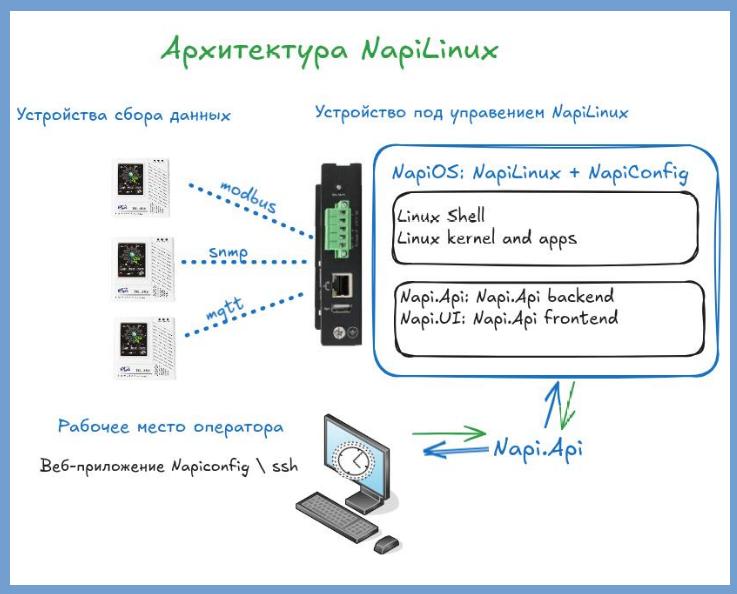 Архитектура NapiLinux
Устройства сбора данных
Устройство под управением NapiLinux
NapiOS: NapiLinux + NapiConfig
Linux Shell
Linux kernel and apps
Napi.Api: Napi.Api backend
Napi.UI: Napi.Api frontend
modbus
snmp
mqtt
Рабочее место оператора
Веб-приложение Napiconfig \ ssh
Napi.Api